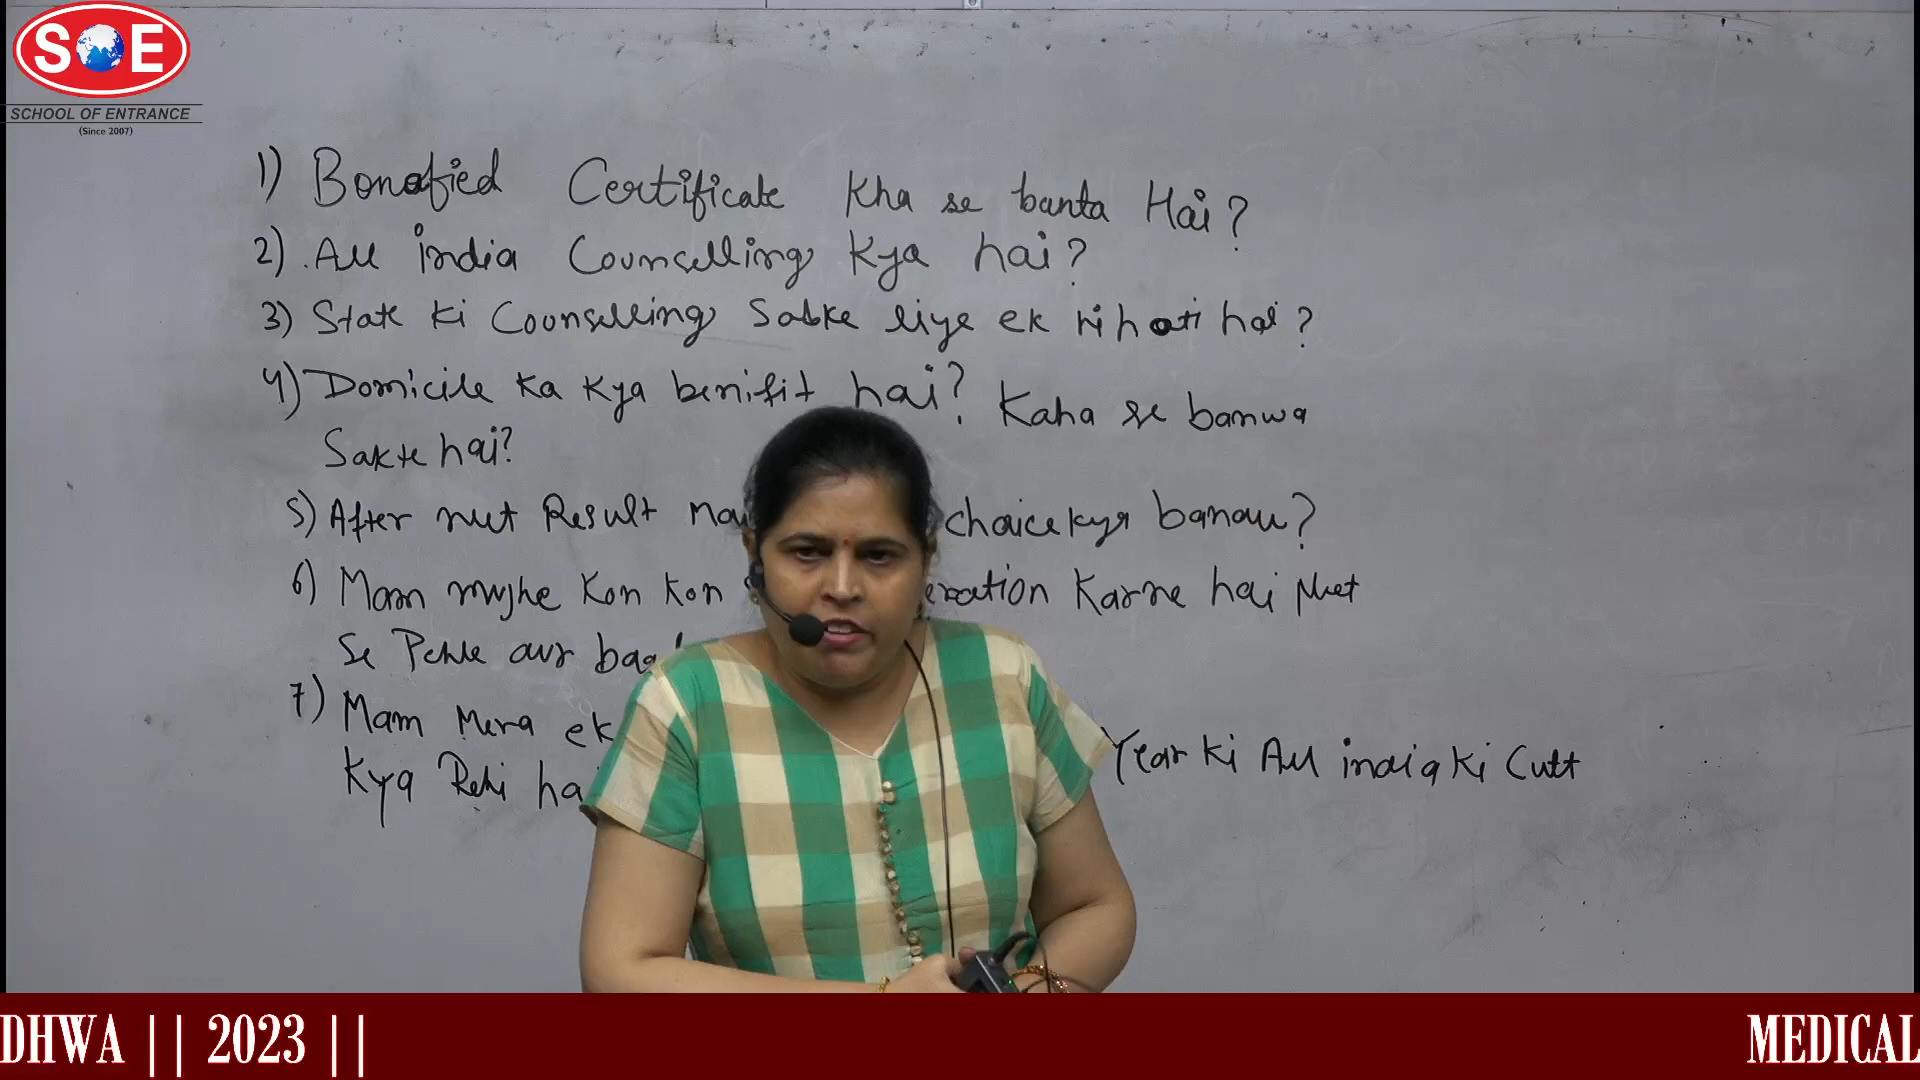 SOE
SCHOOL OF ENTRANCE
(Since 2007)
1) Bonafied Certificate Kha se banta Hai?
2) All india Counselling Kya hai?
3) State Ki Counselling Sabke liye ek hi hoti hai?
4) Domicile Ka Kya benifit hai? Kaha se banwa
Sakte hai?
5) After neet Result choice kya banau?
6) Mam mujhe Kon Kon Karne hai Neet
Se Pehle aur
7) Mam Mera ek
Kya Rehi Year Ki All india Ki Cutt
DHWA || 2023 || MEDICAL